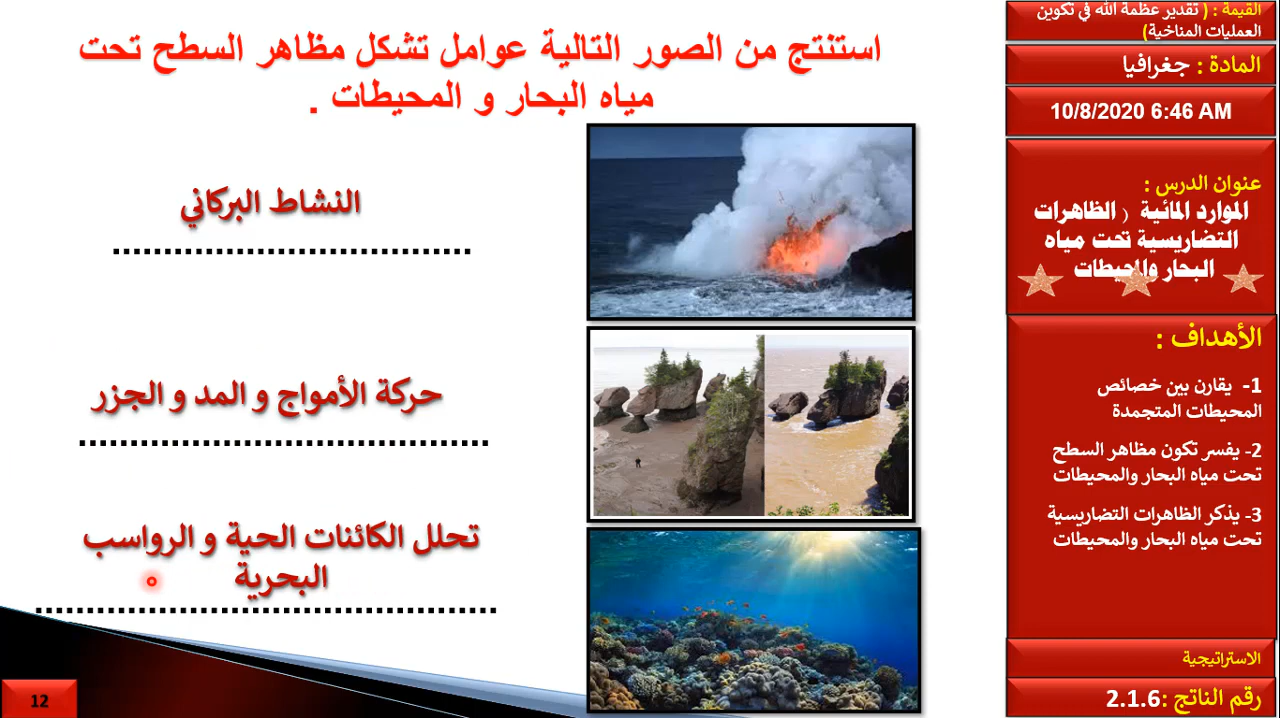 استنتج من الصور التالية عوامل تشكل مظاهر السطح تحت
مياه البحار و المحيطات .
النشاط البركاني
....................................
حركة الأمواج و المد و الجزر
.........................................
تحلل الكائنات الحية و الرواسب
البحرية
..............................................
12
القيمة : ( تقدير عظمة الله في تكوين
العمليات المناخية)
المادة : جغرافيا
10/8/2020 6:46 AM
عنوان الدرس :
الموارد المائية ( الظاهرات
التضاريسية تحت مياه
البحار والمحيطات
الأهداف :
1- يقارن بين خصائص
المحيطات المتجمدة
2- يفسر تكون مظاهر السطح
تحت مياه البحار والمحيطات
3- يذكر الظاهرات التضاريسية
تحت مياه البحار والمحيطات
الاستراتيجية
رقم الناتج :2.1.6